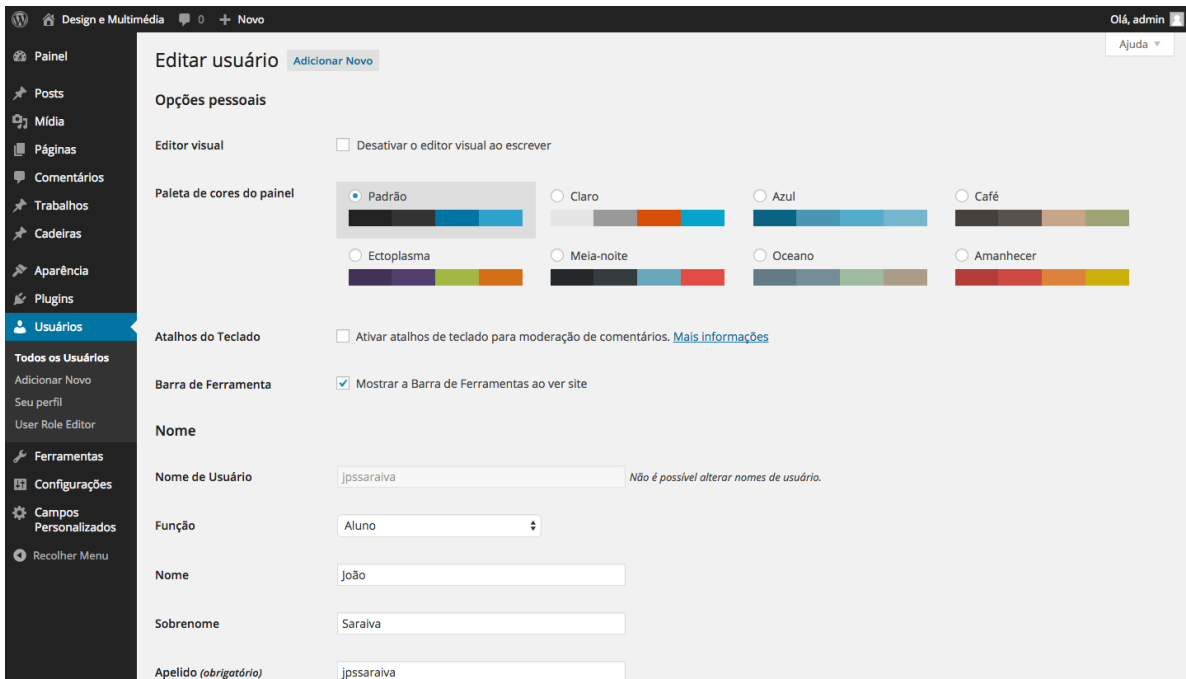 Design e Multimédia 0 + Novo Olá, admin
Ajuda
Painel
Posts
Mídia
Páginas
Comentários
Trabalhos
Cadeiras
Aparência
Plugins
Usuários
Todos os Usuários
Adicionar Novo
Seu perfil
User Role Editor
Ferramentas
Configurações
Campos
Personalizados
Recolher Menu
Editar usuário Adicionar Novo
Opções pessoais
Editor visual Desativar o editor visual ao escrever
Paleta de cores do painel Padrão Claro Azul Café
Ectoplasma Meia-noite Oceano Amanhecer
Atalhos do Teclado Ativar atalhos de teclado para moderação de comentários. Mais informações
Barra de Ferramenta Mostrar a Barra de Ferramentas ao ver site
Nome
Nome de Usuário jpssaraiva Não é possível alterar nomes de usuário.
Função Aluno
Nome João
Sobrenome Saraiva
Apelido (obrigatório) jpssaraiva